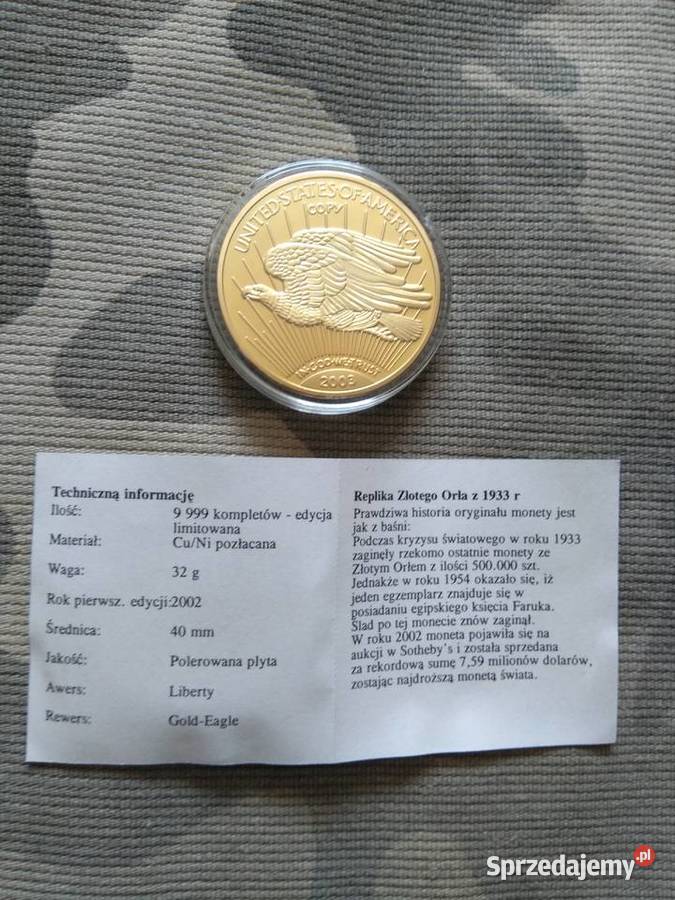 UNITED·STATES·OF·AMERICA
COPY
IN·GOD·WE·TRUST
2003
Techniczną informację
Ilość: 9 999 kompletów - edycja
limitowana
Materiał: Cu/Ni pozłacana
Waga: 32 g
Rok pierwsz. edycji:2002
Średnica: 40 mm
Jakość: Polerowana plyta
Awers: Liberty
Rewers: Gold-Eagle
Replika Zlotego Orła z 1933 r
Prawdziwa historia oryginału monety jest
jak z baśni:
Podczas kryzysu światowego w roku 1933
zaginęły rzekomo ostatnie monety ze
Złotym Orłem z ilości 500.000 szt.
Jednakże w roku 1954 okazało się, iż
jeden egzemplarz znajduje się w
posiadaniu egipskiego księcia Faruka.
Ślad po tej monecie znów zaginął.
W roku 2002 moneta pojawiła się na
aukcji w Sotheby's i została sprzedana
za rekordową sumę 7,59 milionów dolarów,
zostając najdroższą monetą świata.
Sprzedajemy.pl